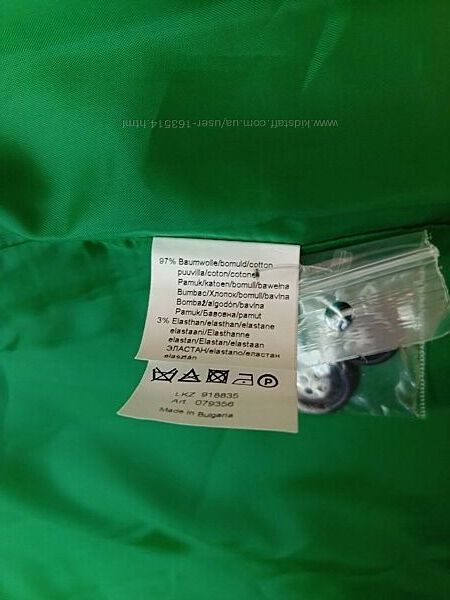 www.kidstaff.com.ua/user-163514.html
97% Baumwolle/bomuld/cotton
puuvilla/coton/cotone
Pamuk/katoen/bomull/bawełna
Bumbac/Хлопок/bomull/bavlna
Bombaž/algodón/bavlna
Pamut/Бавовна/pamut
3% Elasthan/elasthan/elastane
elastaani/Elasthanne
elastan/Elastan/elastaan
ЭЛАСТАН/elastano/еластан
elasztán
P
LKZ 918835
Art. 079356
Made in Bulgaria